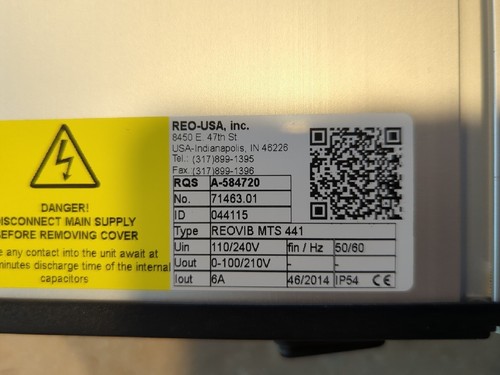 DANGER!
DISCONNECT MAIN SUPPLY
BEFORE REMOVING COVER
any contact into the unit await at
minutes discharge time of the internal
capacitors
REO-USA, inc.
8450 E. 47th St
USA-Indianapolis, IN 46226
Tel.: (317)899-1395
Fax. (317)899-1396
RQS A-584720
No. 71463.01
ID 044115
Type REOVIB MTS 441
Uin 110/240V fin / Hz 50/60
Uout 0-100/210V - -
Iout 6A 46/2014 IP54 CE